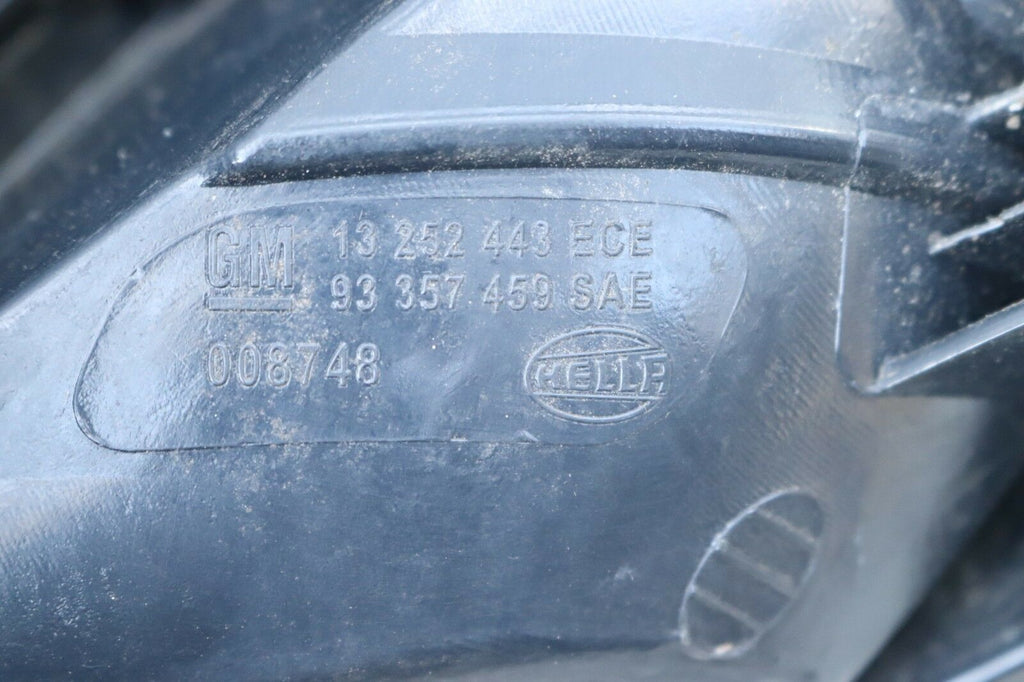 GM 13 252 443 ECE
93 357 459 SAE
008748
HELLA